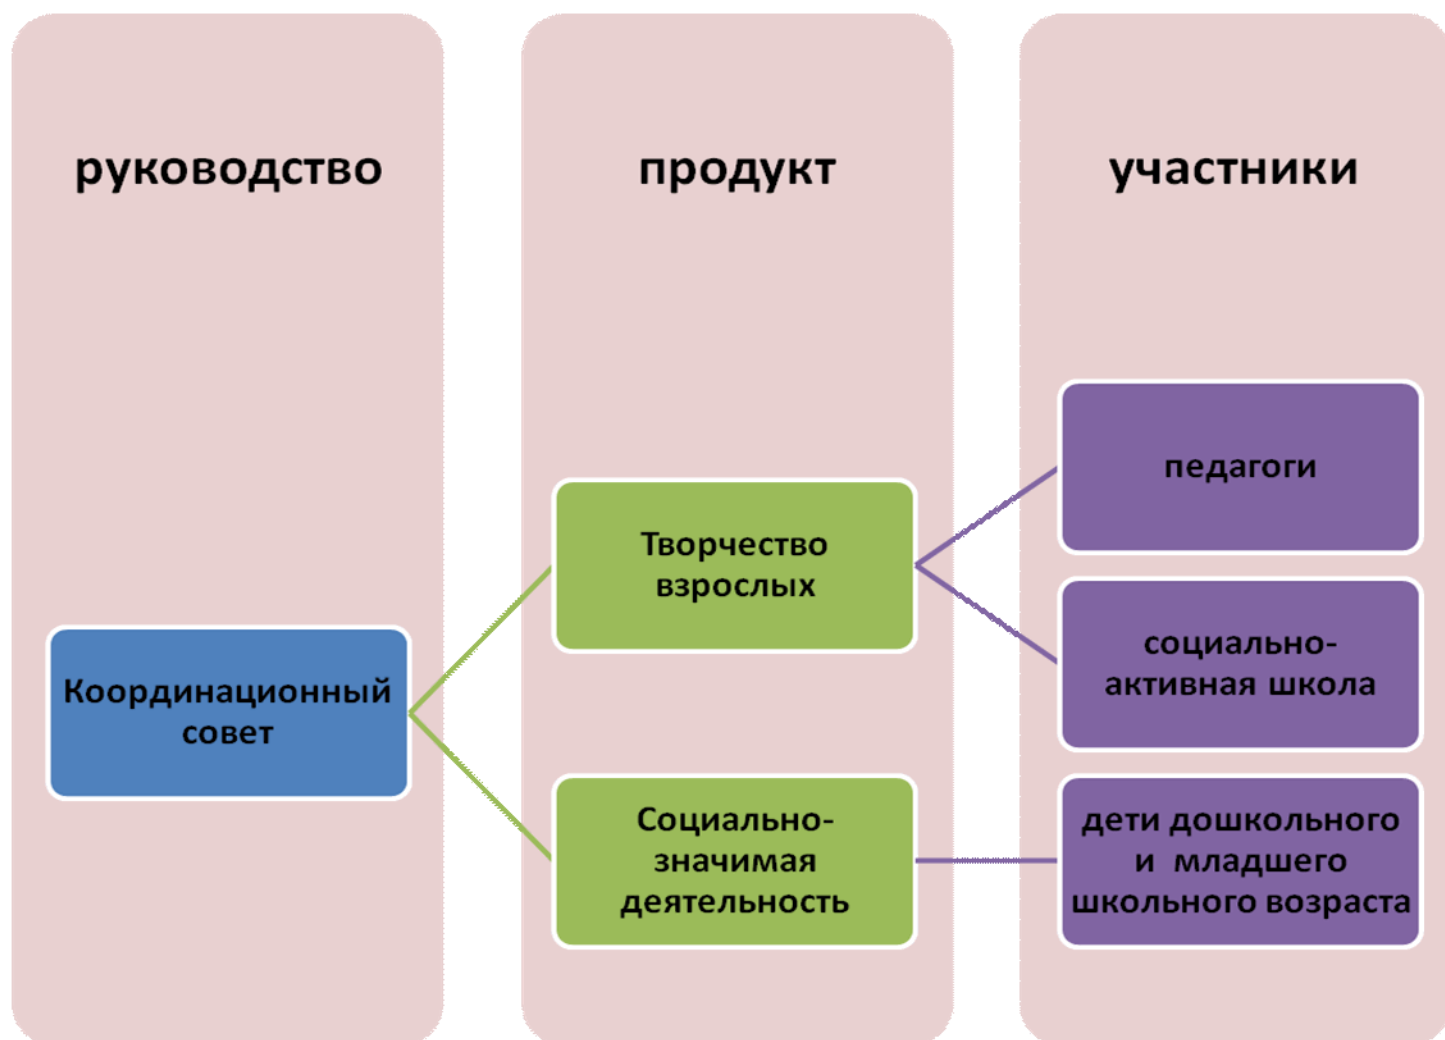 руководство
продукт
участники
Координационный
совет
Творчество
взрослых
Социально-
значимая
деятельность
педагоги
социально-
активная школа
дети дошкольного
и младшего
школьного возраста